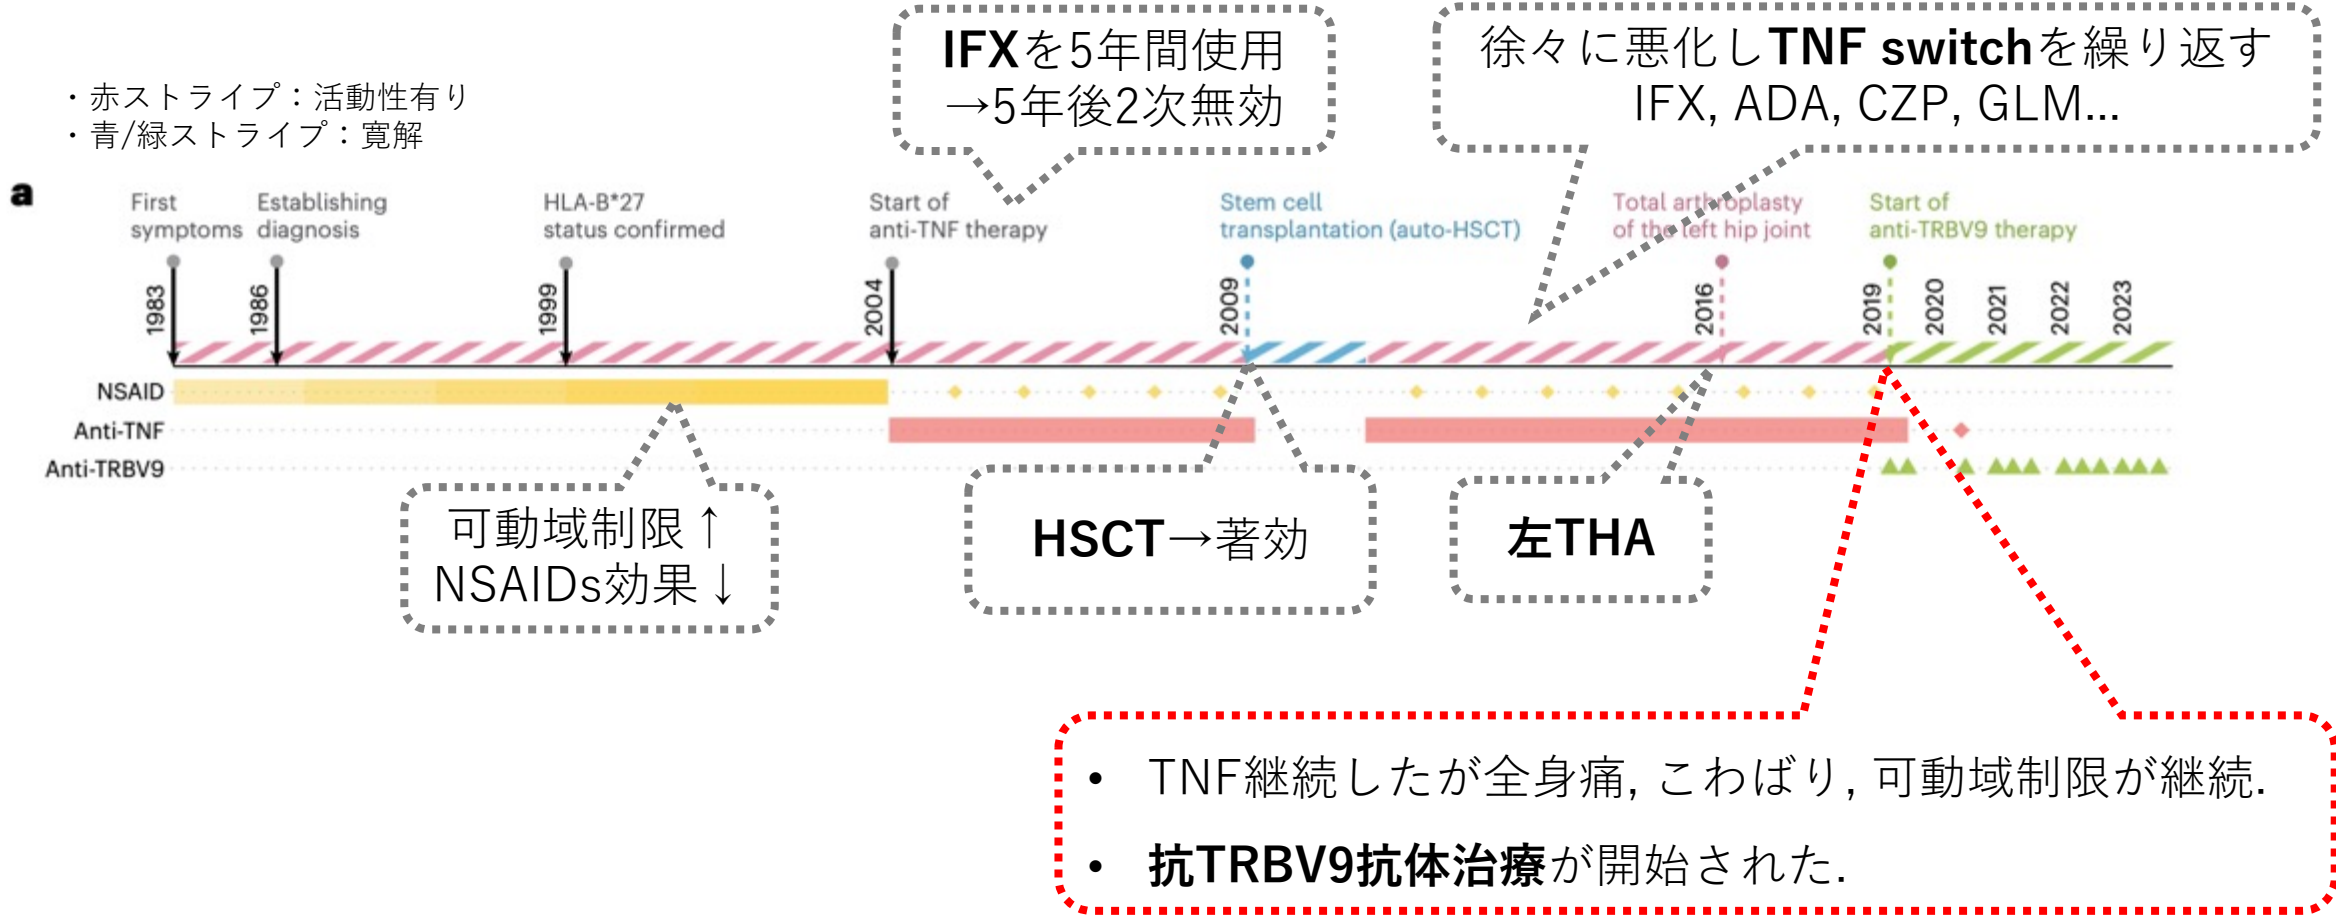 IFXを5年間使用
→5年後2次無効
徐々に悪化しTNF switchを繰り返す
IFX, ADA, CZP, GLM...
・赤ストライプ：活動性有り
・青/緑ストライプ：寛解
a
First
symptoms
Establishing
diagnosis
HLA-B*27
status confirmed
Start of
anti-TNF therapy
Stem cell
transplantation (auto-HSCT)
Total arthroplasty
of the left hip joint
Start of
anti-TRBV9 therapy
1983
1986
1999
2004
2009
2016
2019
2020
2021
2022
2023
NSAID
Anti-TNF
Anti-TRBV9
可動域制限↑
NSAIDs効果↓
HSCT→著効
左THA
• TNF継続したが全身痛, こわばり, 可動域制限が継続.
• 抗TRBV9抗体治療が開始された.